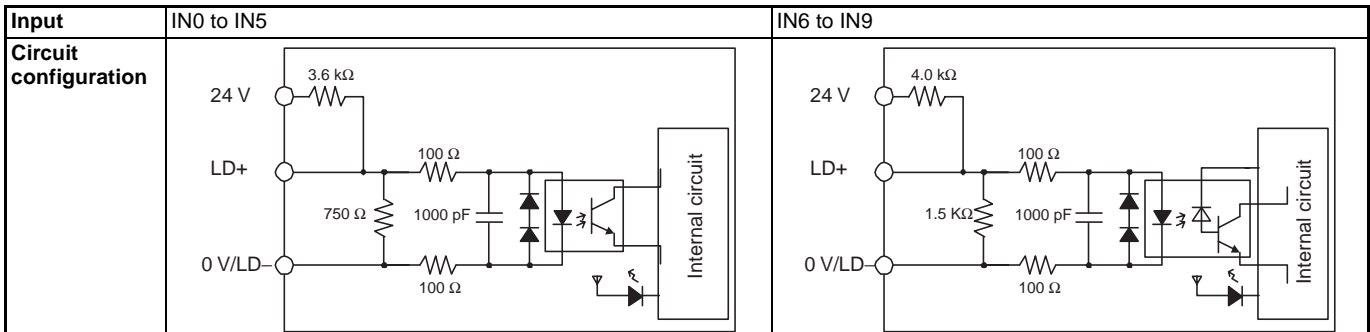 Input
IN0 to IN5
IN6 to IN9
Circuit
configuration
3.6 kΩ
24 V
LD+
100 Ω
750 Ω
1000 pF
0 V/LD–
100 Ω
Internal circuit
4.0 kΩ
24 V
LD+
100 Ω
1.5 KΩ
1000 pF
0 V/LD–
100 Ω
Internal circuit